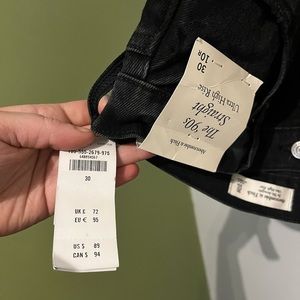 30
10R
The '90s
Straight
Ultra High Rise
Abercrombie & Fitch
30
UK £ 72
EU € 95
US $ 89
CAN $ 94